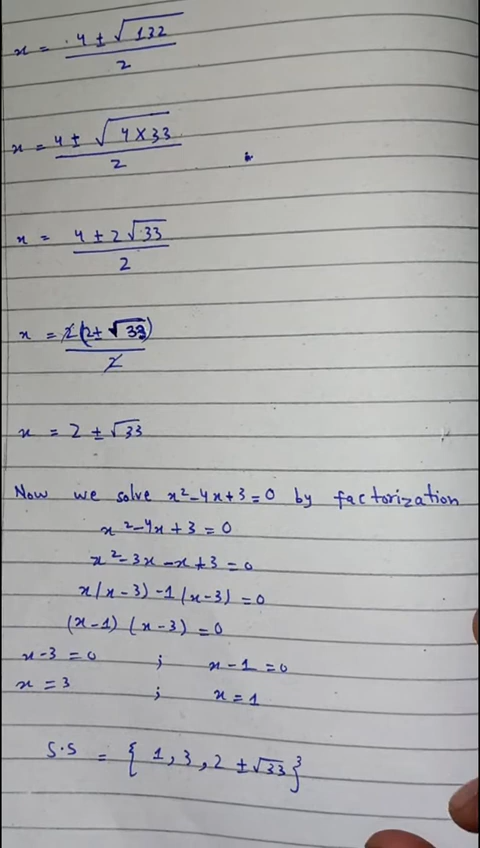 x = 4 ± √132 / 2
x = 4 ± √4×33 / 2
x = 4 ± 2√33 / 2
x = 2(2 ± √33) / 2
x = 2 ± √33
Now we solve x²-4x+3=0 by factorization
x²-4x+3=0
x²-3x-x+3=0
x(x-3)-1(x-3)=0
(x-1)(x-3)=0
x-3=0 ; x-1=0
x=3 ; x=1
S.S = {1, 3, 2 ± √33}